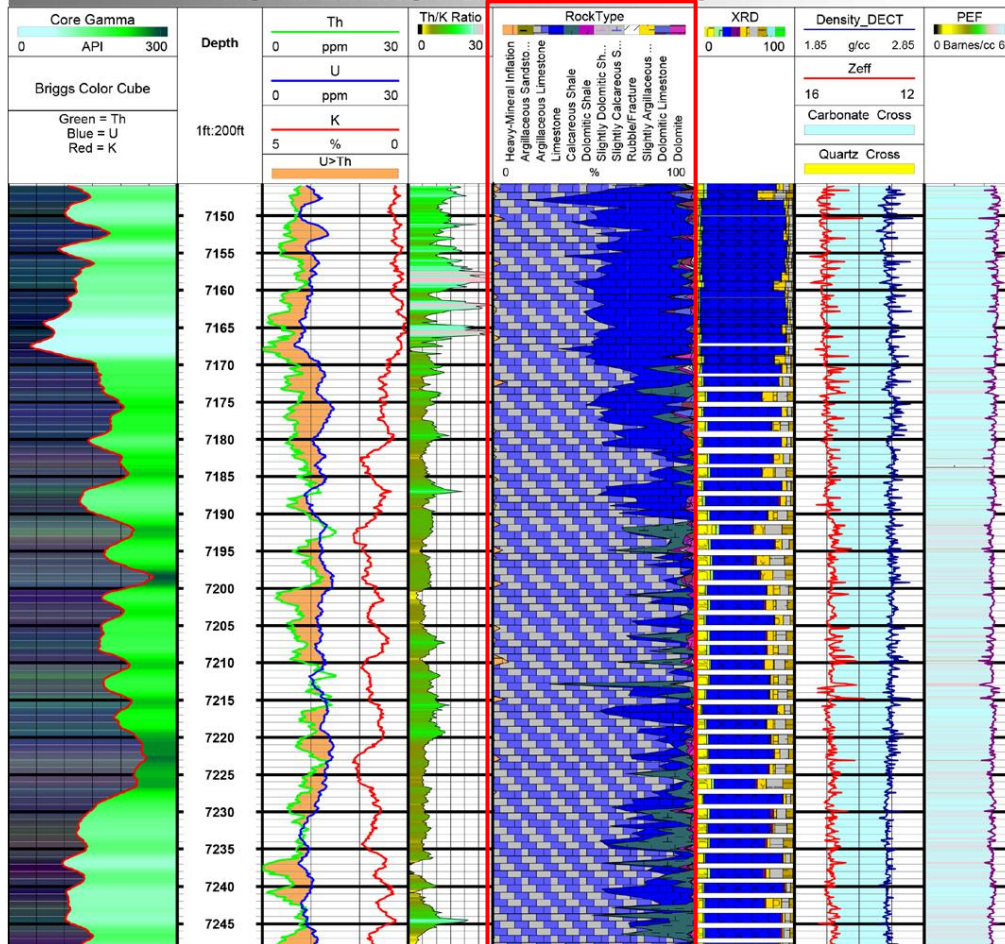 Core Gamma
0 API 300
Briggs Color Cube
Green = Th
Blue = U
Red = K
Depth
1ft:200ft
Th
0 ppm 30
U
0 ppm 30
K
5 % 0
U>Th
Th/K Ratio
0 30
RockType
Heavy-Mineral Inflation
Argillaceous Sandsto...
Argillaceous Limestone
Limestone
Calcareous Shale
Dolomitic Shale
Slightly Dolomitic Sh...
Slightly Calcareous S...
Rubble/Fracture
Slightly Argillaceous ...
Dolomitic Limestone
Dolomite
0 % 100
XRD
0 100
Density_DECT
1.85 g/cc 2.85
Zeff
16 12
Carbonate Cross
Quartz Cross
PEF
0 Barnes/cc 6
7150
7155
7160
7165
7170
7175
7180
7185
7190
7195
7200
7205
7210
7215
7220
7225
7230
7235
7240
7245